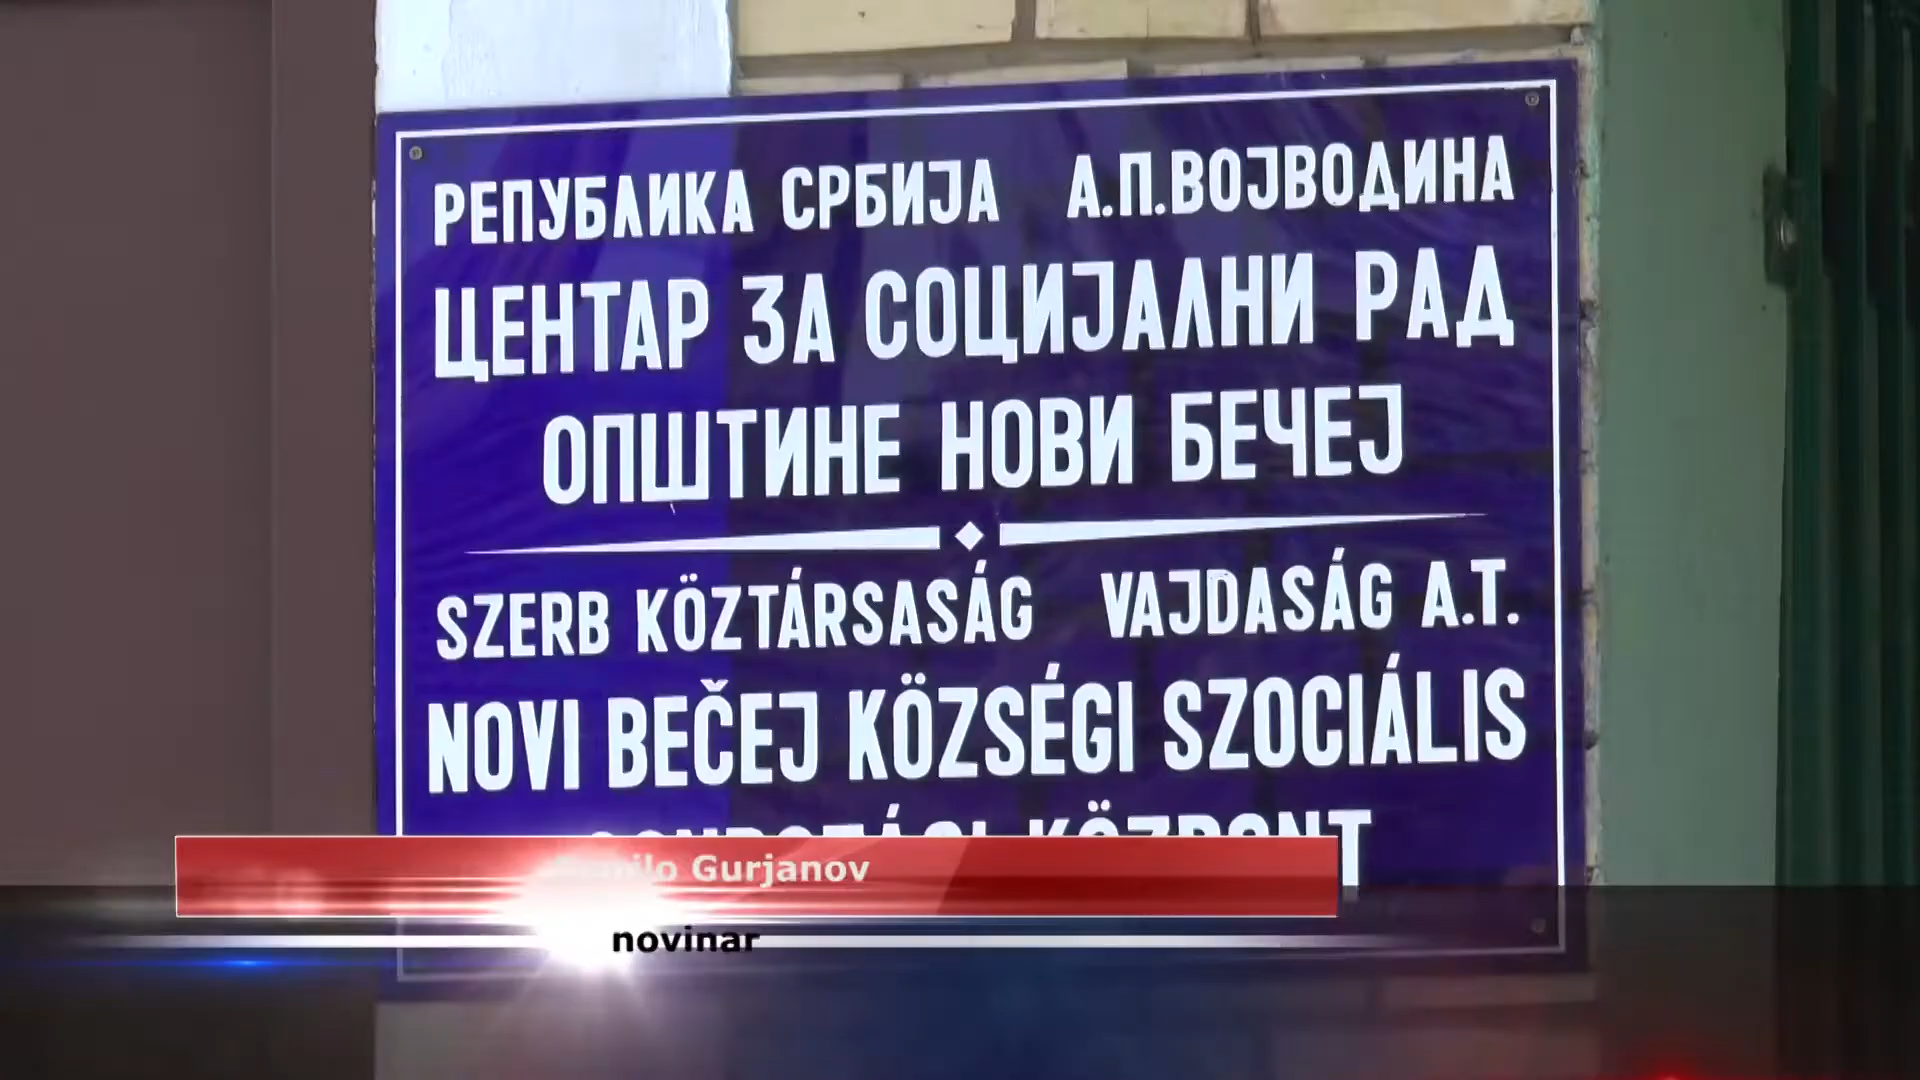 РЕПУБЛИКА СРБИЈА А.П.ВОЈВОДИНА
ЦЕНТАР ЗА СОЦИЈАЛНИ РАД
ОПШТИНЕ НОВИ БЕЧЕЈ
SZERB KÖZTÁRSASÁG VAJDASÁG A.T.
NOVI BEČEJ KÖZSÉGI SZOCIÁLIS
KÖZPONT
Gurjanov
novinar